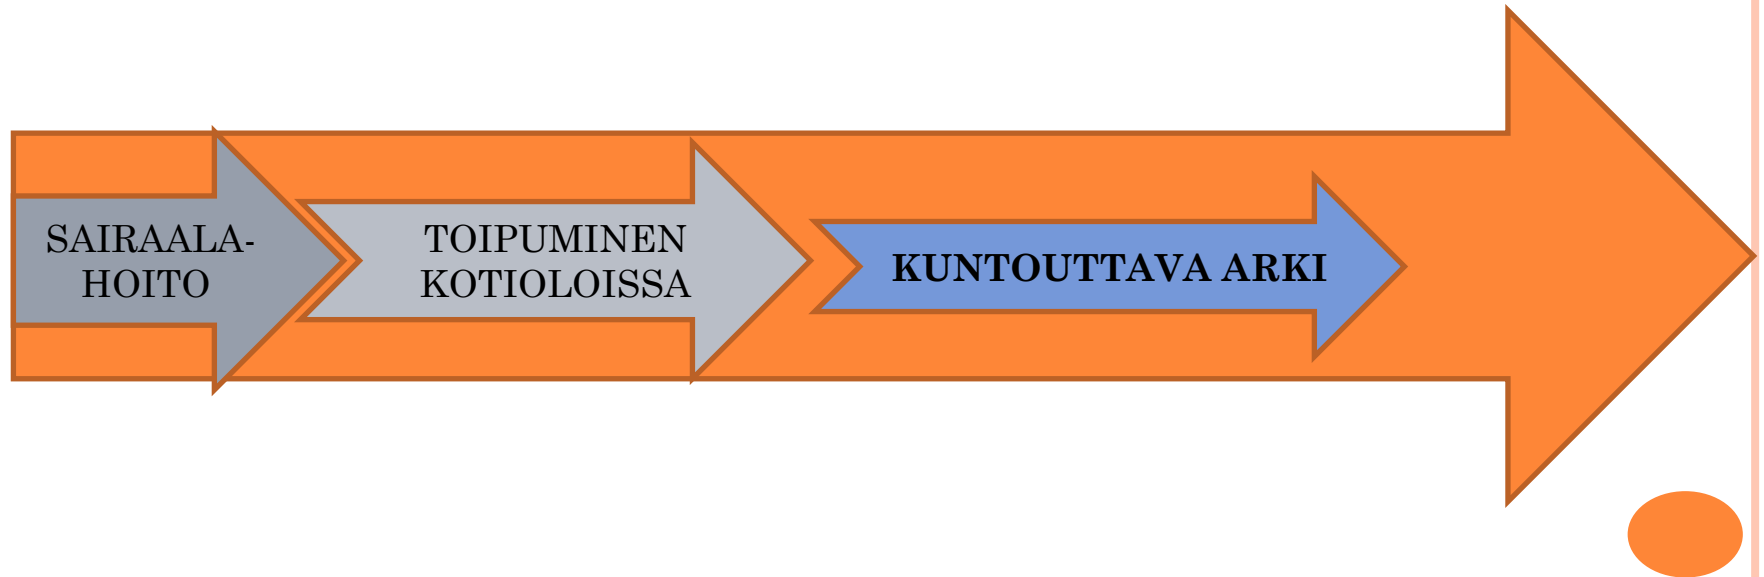 SAIRAALA-
HOITO
TOIPUMINEN
KOTIOLOISSA
KUNTOUTTAVA ARKI